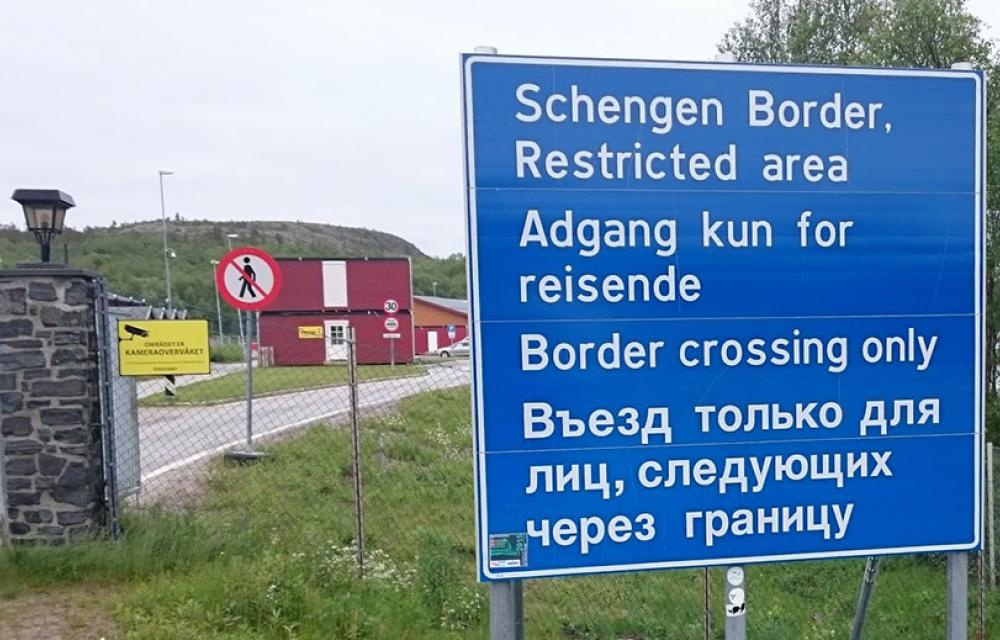 Schengen Border,
Restricted area
Adgang kun for
reisende
Border crossing only
Въезд только для
лиц, следующих
через границу
OMRÅDET ER
KAMERAOVERVÅKET
30